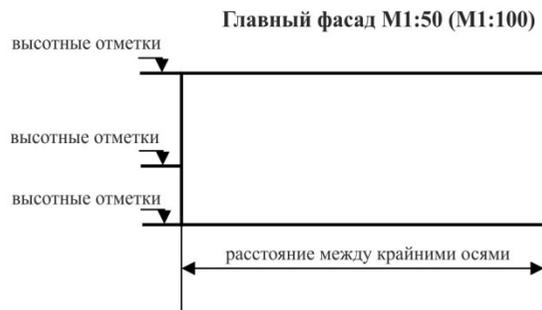 Главный фасад М1:50 (М1:100)
высотные отметки
высотные отметки
высотные отметки
расстояние между крайними осями